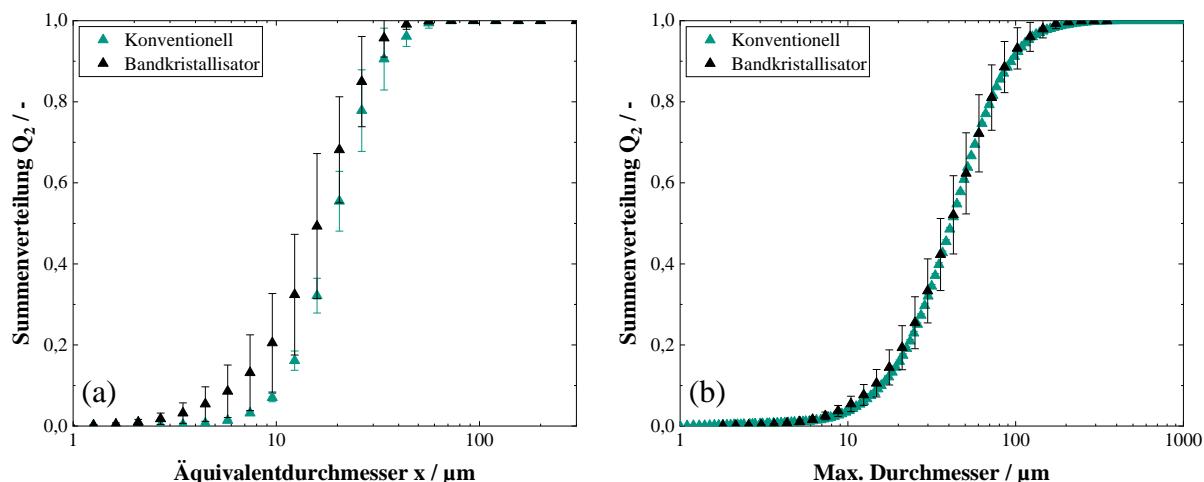 Summenverteilung Q₂ / -
1,0
0,8
0,6
0,4
0,2
0,0
Konventionell
Bandkristallisator
(a)
1 10 100
Äquivalentdurchmesser x / µm
Summenverteilung Q₂ / -
1,0
0,8
0,6
0,4
0,2
0,0
Konventionell
Bandkristallisator
(b)
1 10 100 1000
Max. Durchmesser / µm